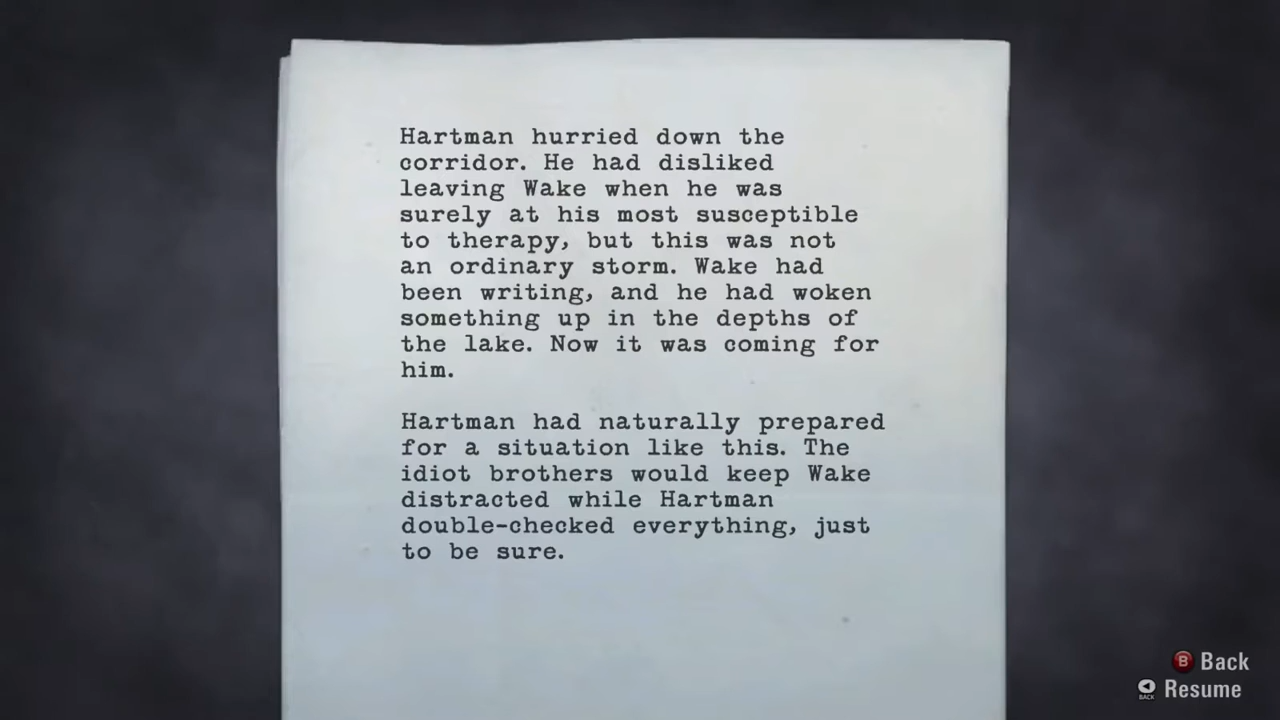 Hartman hurried down the
corridor. He had disliked
leaving Wake when he was
surely at his most susceptible
to therapy, but this was not
an ordinary storm. Wake had
been writing, and he had woken
something up in the depths of
the lake. Now it was coming for
him.
Hartman had naturally prepared
for a situation like this. The
idiot brothers would keep Wake
distracted while Hartman
double-checked everything, just
to be sure.
B Back
BACK Resume